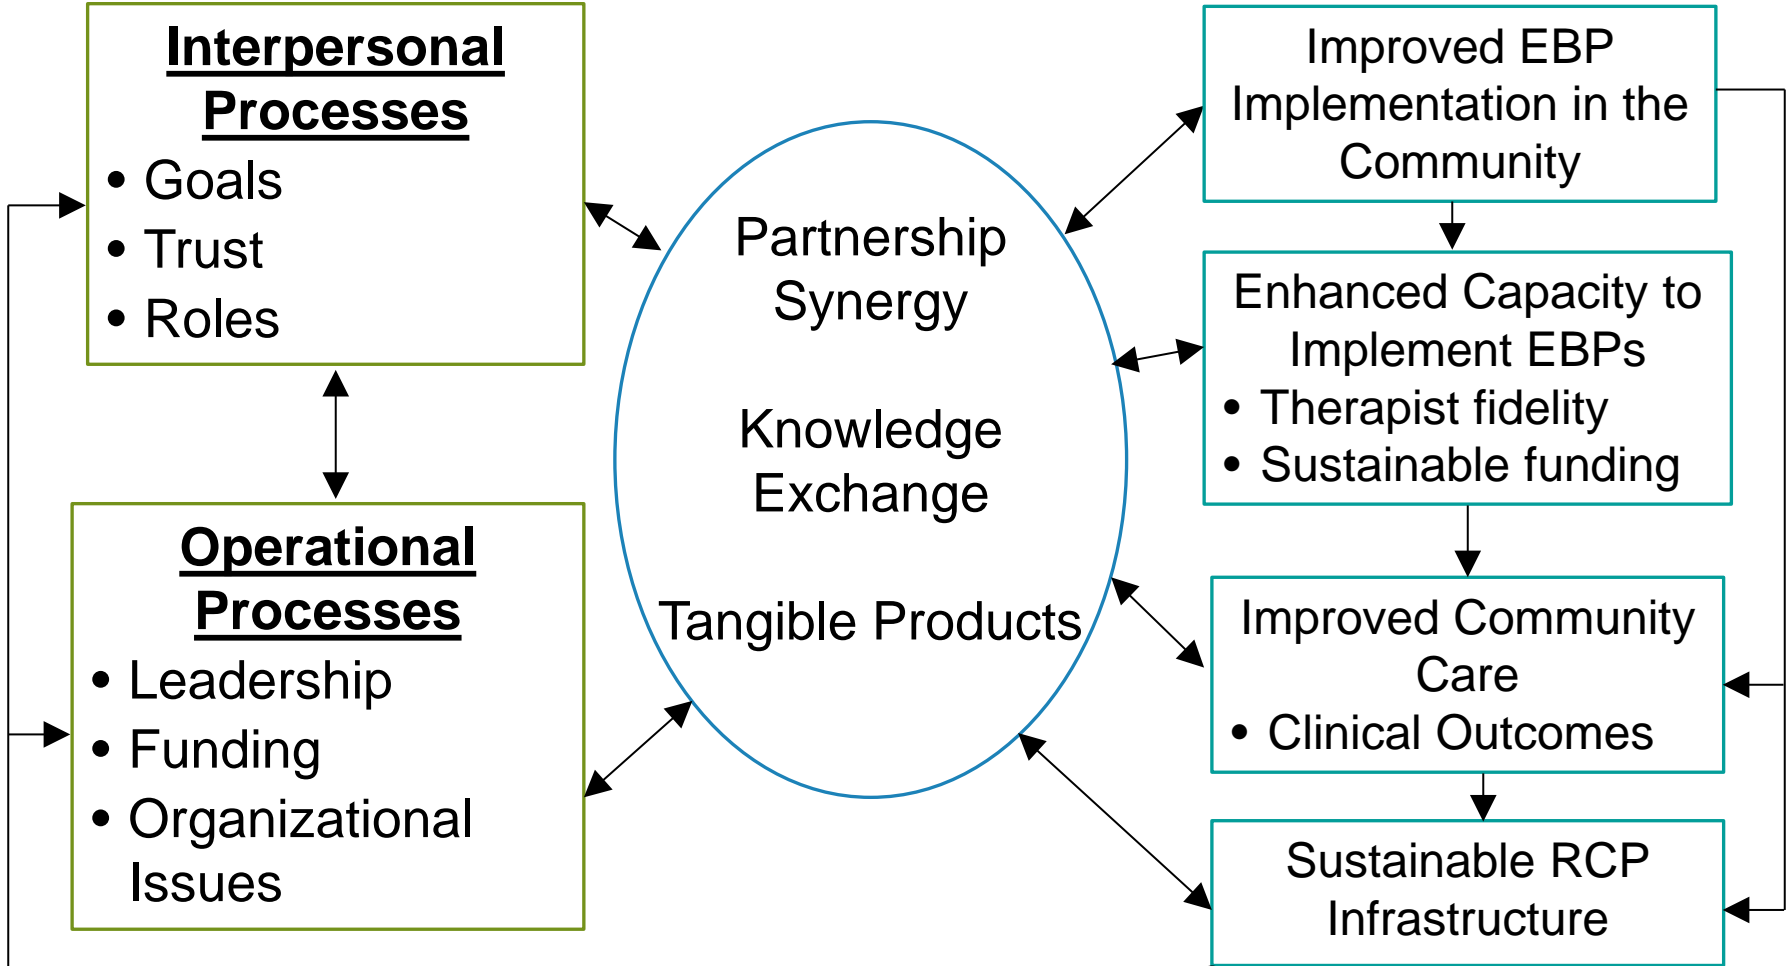 Interpersonal
Processes
• Goals
• Trust
• Roles
Operational
Processes
• Leadership
• Funding
• Organizational
Issues
Partnership
Synergy
Knowledge
Exchange
Tangible Products
Improved EBP
Implementation in the
Community
Enhanced Capacity to
Implement EBPs
• Therapist fidelity
• Sustainable funding
Improved Community
Care
• Clinical Outcomes
Sustainable RCP
Infrastructure